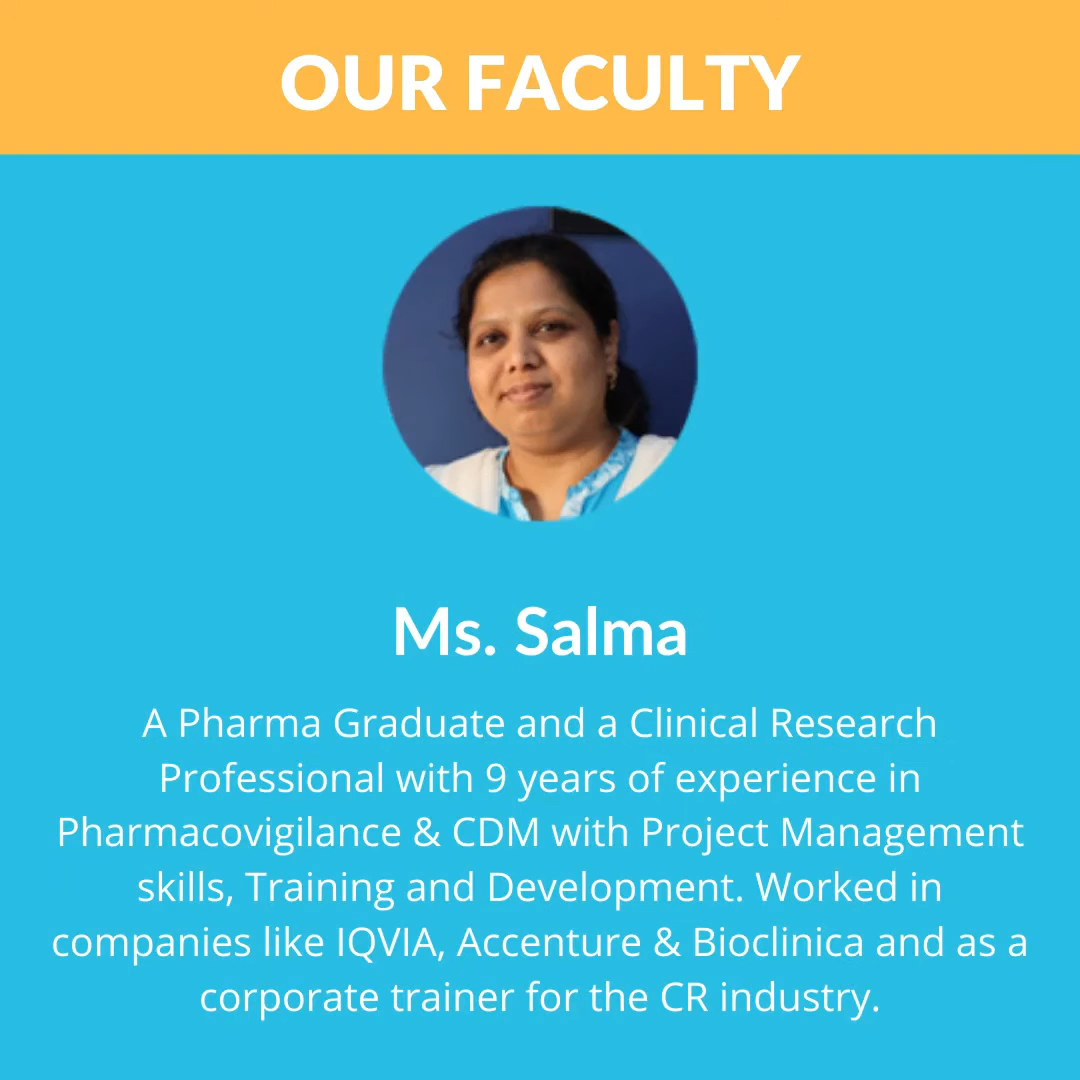 OUR FACULTY
Ms. Salma
A Pharma Graduate and a Clinical Research
Professional with 9 years of experience in
Pharmacovigilance & CDM with Project Management
skills, Training and Development. Worked in
companies like IQVIA, Accenture & Bioclinica and as a
corporate trainer for the CR industry.